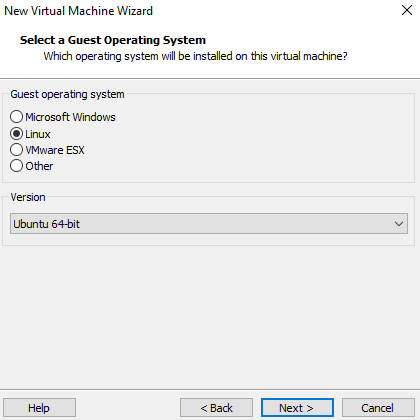 New Virtual Machine Wizard
Select a Guest Operating System
Which operating system will be installed on this virtual machine?
Guest operating system
Microsoft Windows
Linux
VMware ESX
Other
Version
Ubuntu 64-bit
Help
< Back
Next >
Cancel